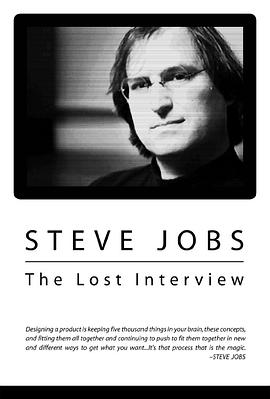 STEVE JOBS
The Lost Interview
Designing a product is keeping five thousand things in your brain, these concepts,
and fitting them all together and continuing to push to fit them together in new
and different ways to get what you want...It's that process that is the magic.
–STEVE JOBS